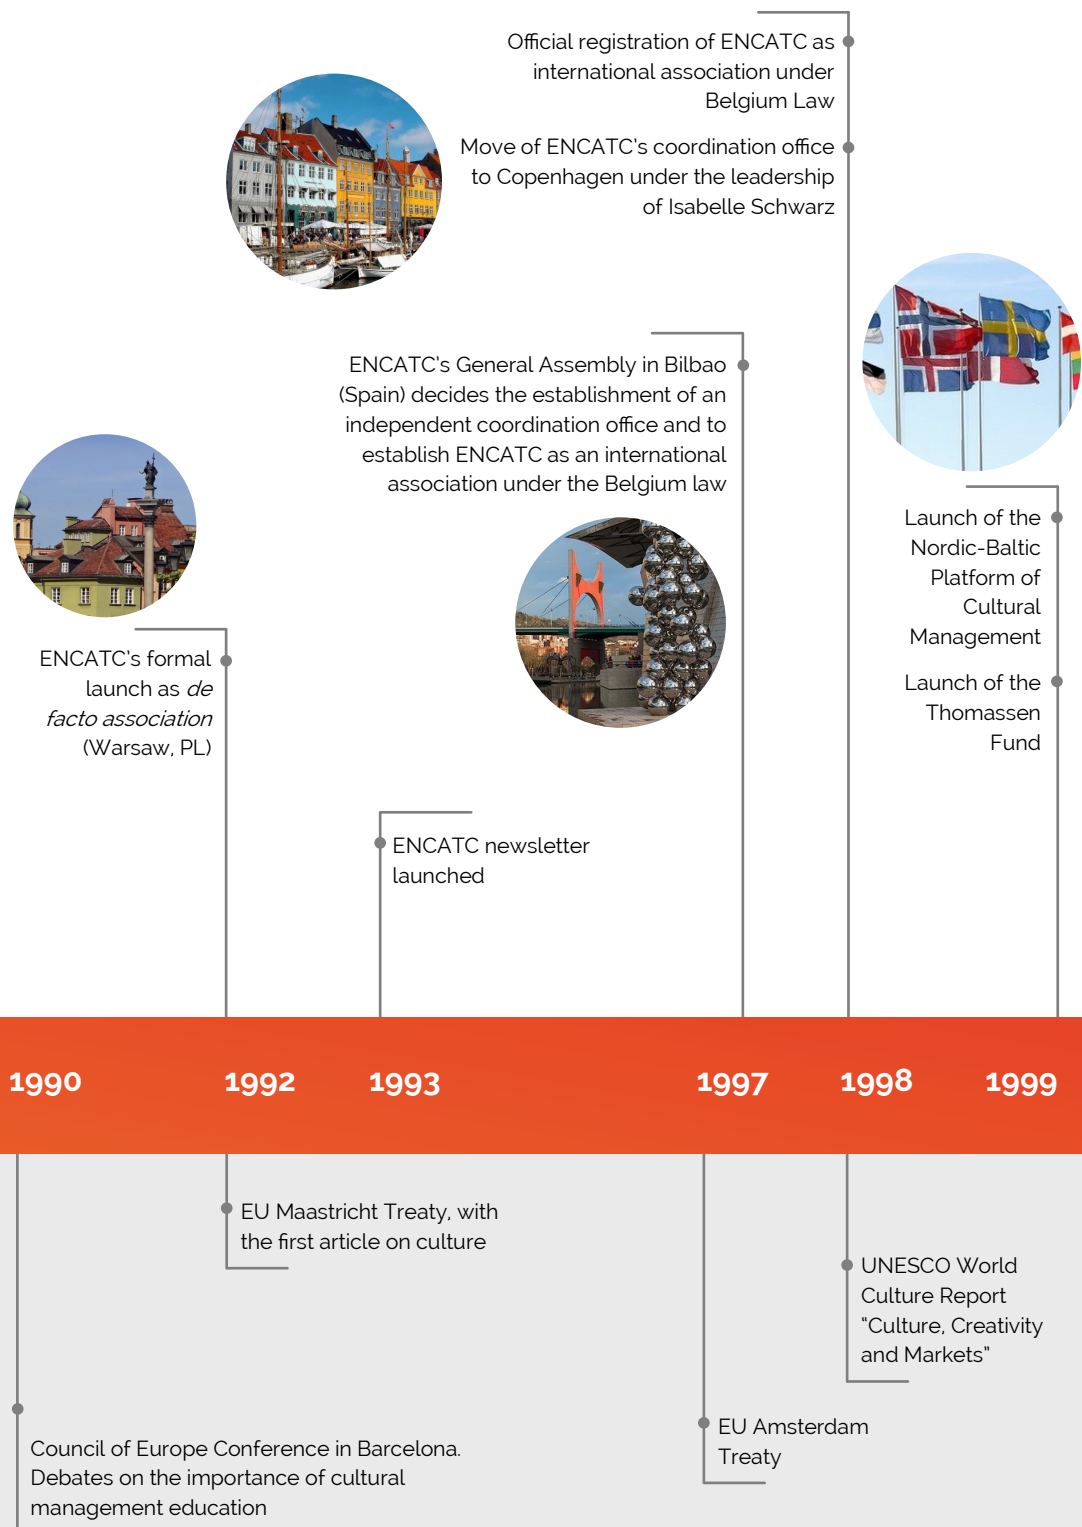 Official registration of ENCATC as
international association under
Belgium Law
Move of ENCATC's coordination office
to Copenhagen under the leadership
of Isabelle Schwarz
ENCATC's General Assembly in Bilbao
(Spain) decides the establishment of an
independent coordination office and to
establish ENCATC as an international
association under the Belgium law
Launch of the
Nordic-Baltic
Platform of
Cultural
Management
Launch of the
Thomassen
Fund
ENCATC's formal
launch as de
facto association
(Warsaw, PL)
ENCATC newsletter
launched
1990 1992 1993 1997 1998 1999
EU Maastricht Treaty, with
the first article on culture
UNESCO World
Culture Report
“Culture, Creativity
and Markets”
EU Amsterdam
Treaty
Council of Europe Conference in Barcelona.
Debates on the importance of cultural
management education